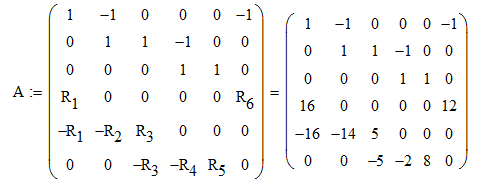 1 −1 0 0 0 −1 1 −1 0 0 0 −1
0 1 1 −1 0 0 0 1 1 −1 0 0
0 0 0 1 1 0 0 0 0 1 1 0
A := R₁ 0 0 0 0 R₆ = 16 0 0 0 0 12
−R₁ −R₂ R₃ 0 0 0 −16 −14 5 0 0 0
0 0 −R₃ −R₄ R₅ 0 0 0 −5 −2 8 0